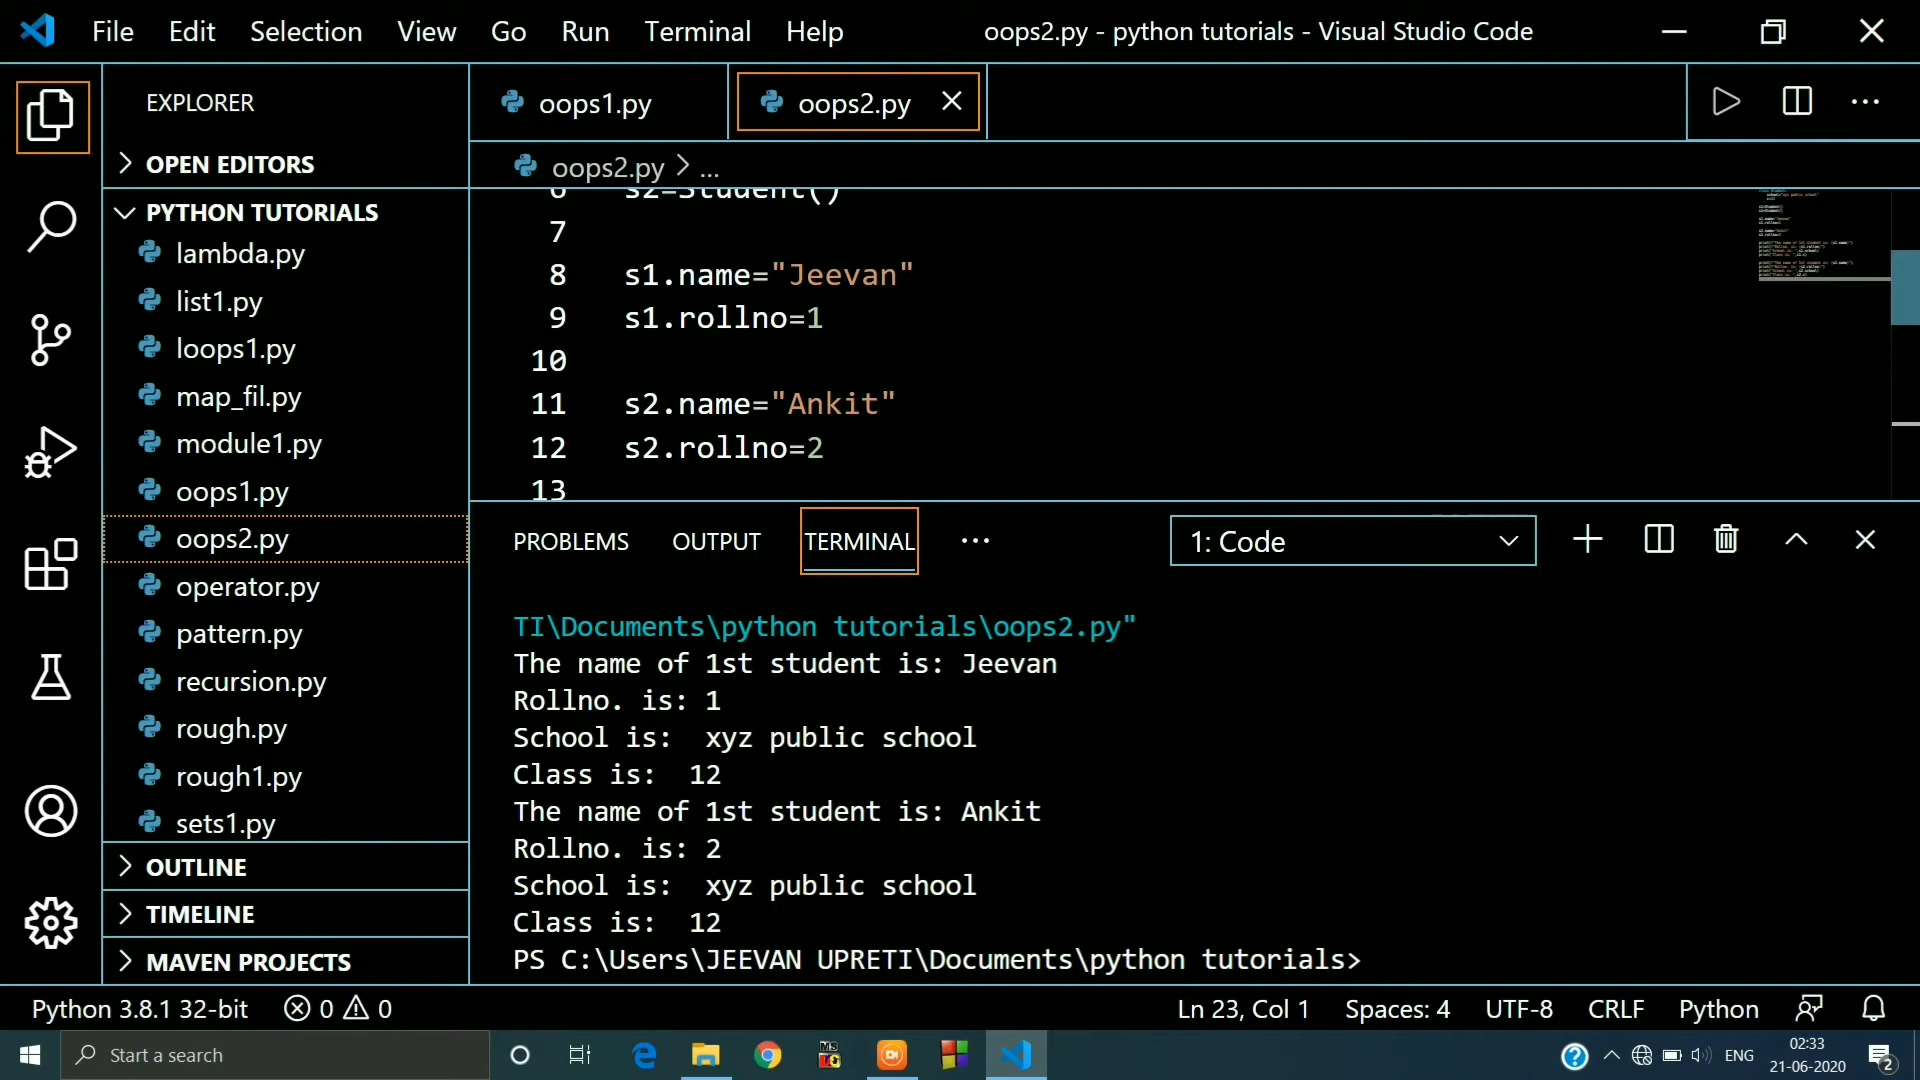 File Edit Selection View Go Run Terminal Help oops2.py - python tutorials - Visual Studio Code
EXPLORER
OPEN EDITORS
PYTHON TUTORIALS
lambda.py
list1.py
loops1.py
map_fil.py
module1.py
oops1.py
oops2.py
operator.py
pattern.py
recursion.py
rough.py
rough1.py
sets1.py
OUTLINE
TIMELINE
MAVEN PROJECTS
oops1.py oops2.py
oops2.py > ...
6 s2=Student()
7
8 s1.name="Jeevan"
9 s1.rollno=1
10
11 s2.name="Ankit"
12 s2.rollno=2
13
PROBLEMS OUTPUT TERMINAL ... 1: Code
TI\Documents\python tutorials\oops2.py"
The name of 1st student is: Jeevan
Rollno. is: 1
School is:  xyz public school
Class is:  12
The name of 1st student is: Ankit
Rollno. is: 2
School is:  xyz public school
Class is:  12
PS C:\Users\JEEVAN UPRETI\Documents\python tutorials>
Python 3.8.1 32-bit 0 0 Ln 23, Col 1 Spaces: 4 UTF-8 CRLF Python
Start a search ENG 02:33
21-06-2020 2